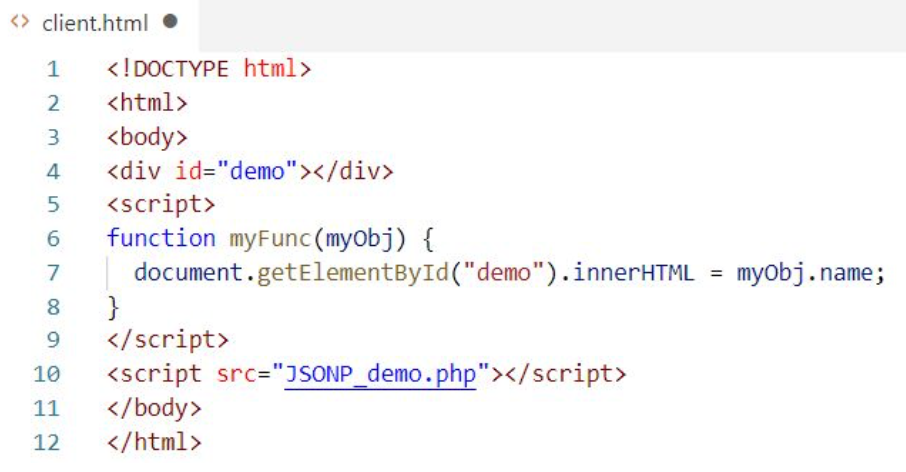 <> client.html ●
1 <!DOCTYPE html>
2 <html>
3 <body>
4 <div id="demo"></div>
5 <script>
6 function myFunc(myObj) {
7   document.getElementById("demo").innerHTML = myObj.name;
8 }
9 </script>
10 <script src="JSONP_demo.php"></script>
11 </body>
12 </html>